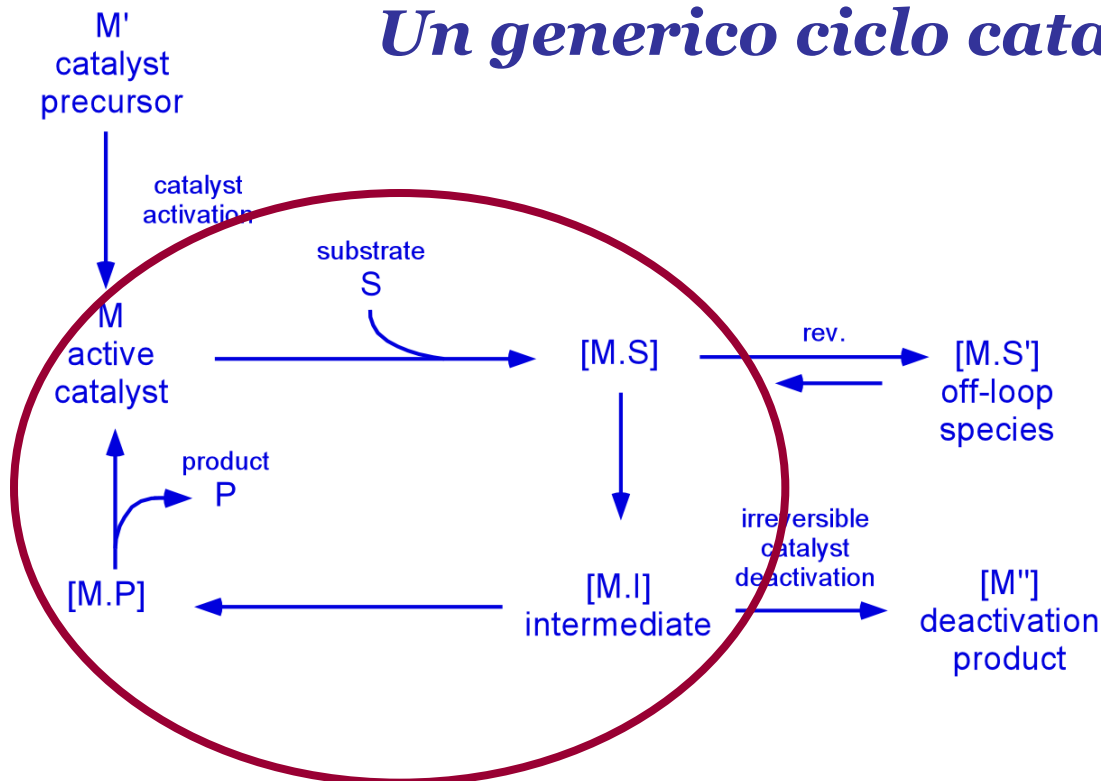 Un generico ciclo cata
M'
catalyst
precursor
catalyst
activation
substrate
S
M
active
catalyst
[M.S]
rev.
[M.S']
off-loop
species
product
P
irreversible
catalyst
deactivation
[M.P]
[M.I]
intermediate
[M"]
deactivation
product